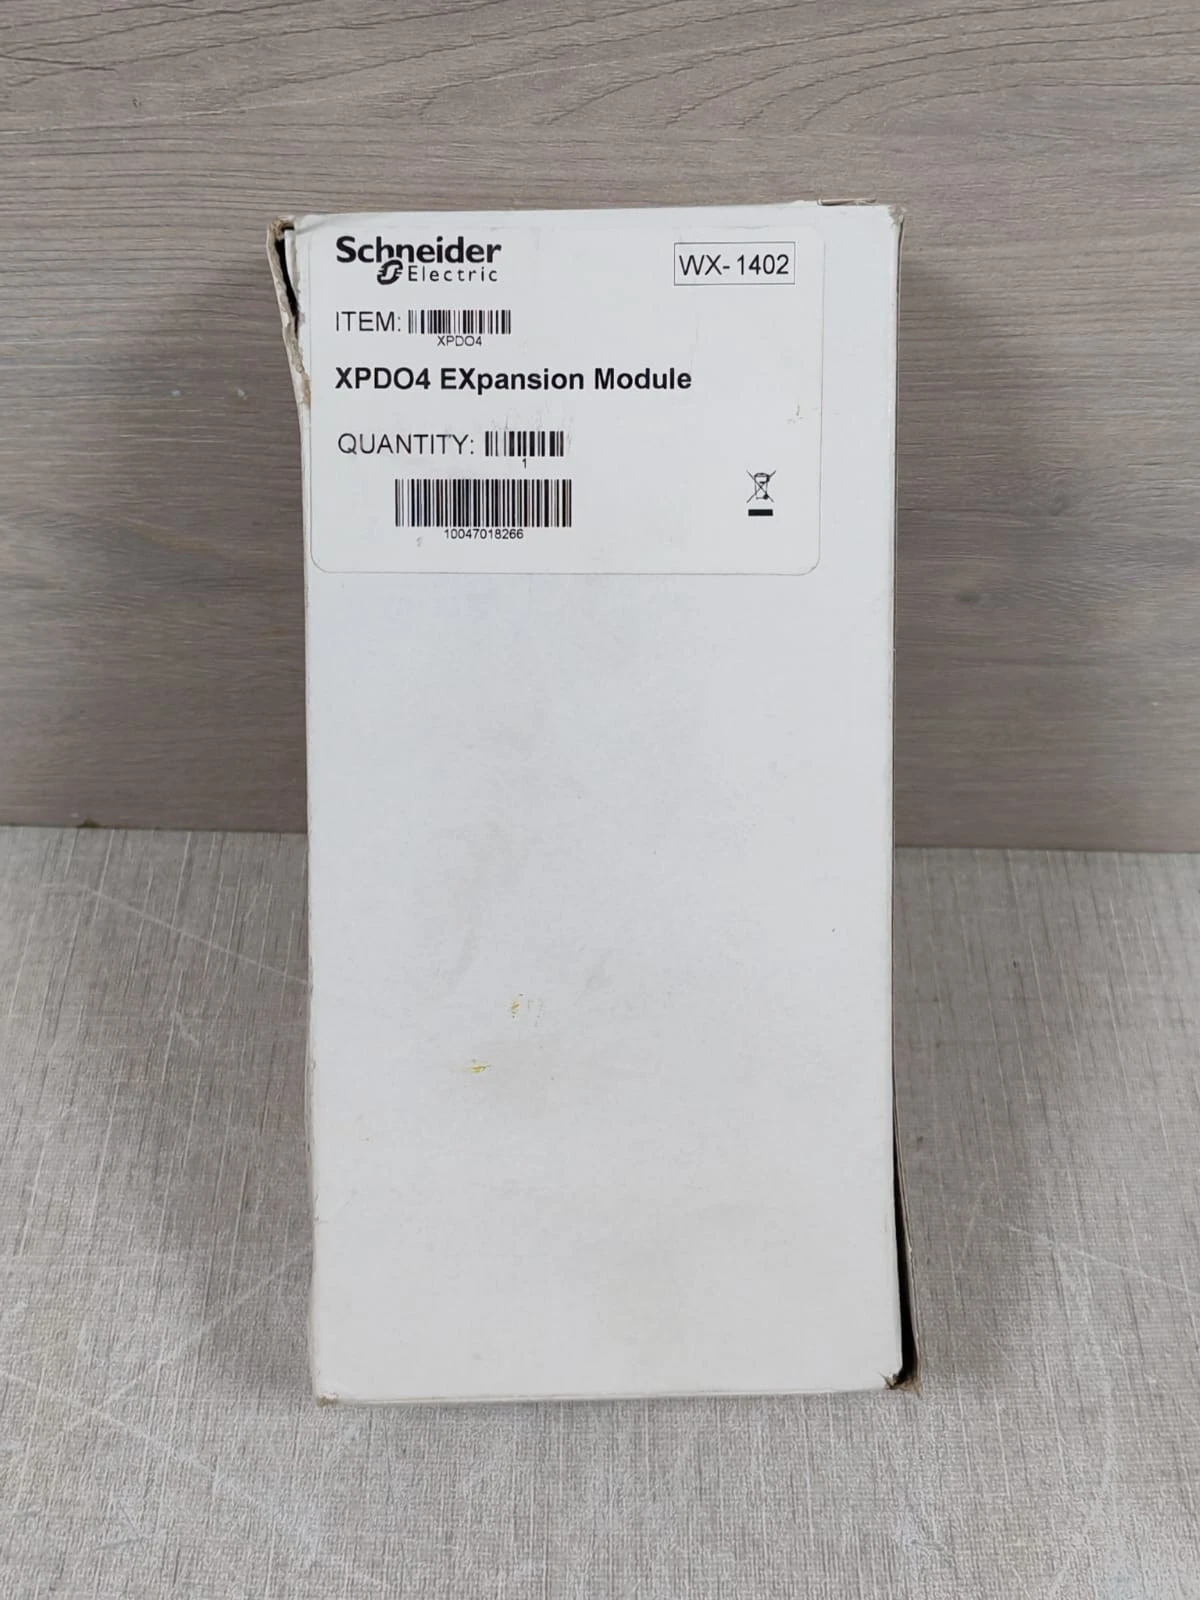 Schneider
Electric
WX- 1402
ITEM:
XPDO4
XPDO4 EXpansion Module
QUANTITY:
1
10047018266